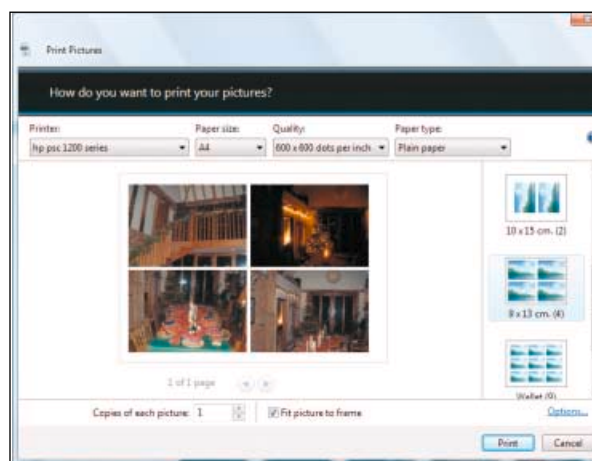 Print Pictures
How do you want to print your pictures?
Printer: Paper size: Quality: Paper type:
hp psc 1200 series A4 600 x 600 dots per inch Plain paper
10 x 15 cm. (2)
9 x 13 cm. (4)
Wallet (9)
1 of 1 page
Copies of each picture: 1 Fit picture to frame Options...
Print Cancel